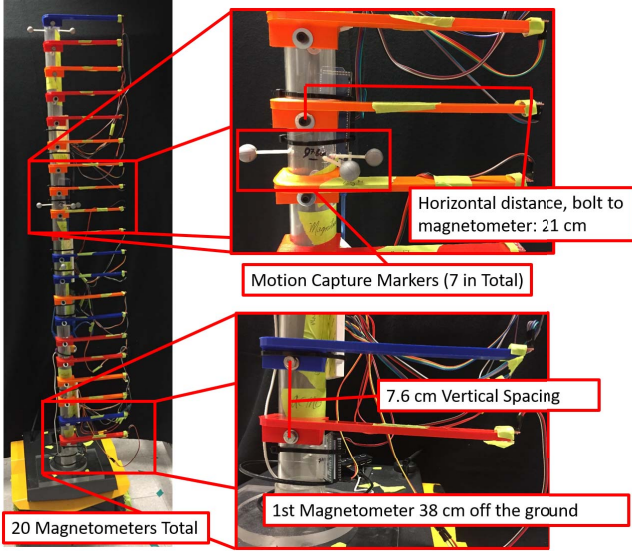 Horizontal distance, bolt to
magnetometer: 21 cm
Motion Capture Markers (7 in Total)
7.6 cm Vertical Spacing
1st Magnetometer 38 cm off the ground
20 Magnetometers Total